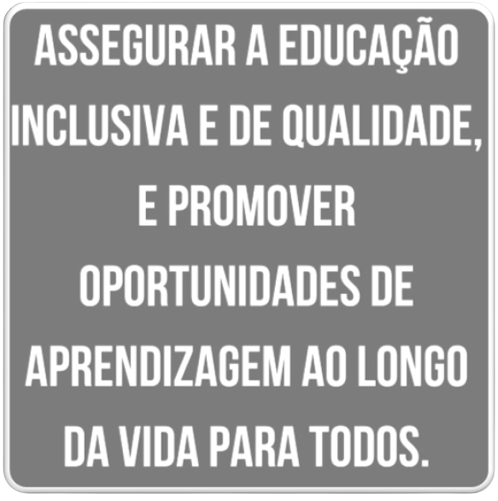 ASSEGURAR A EDUCAÇÃO
INCLUSIVA E DE QUALIDADE,
E PROMOVER
OPORTUNIDADES DE
APRENDIZAGEM AO LONGO
DA VIDA PARA TODOS.